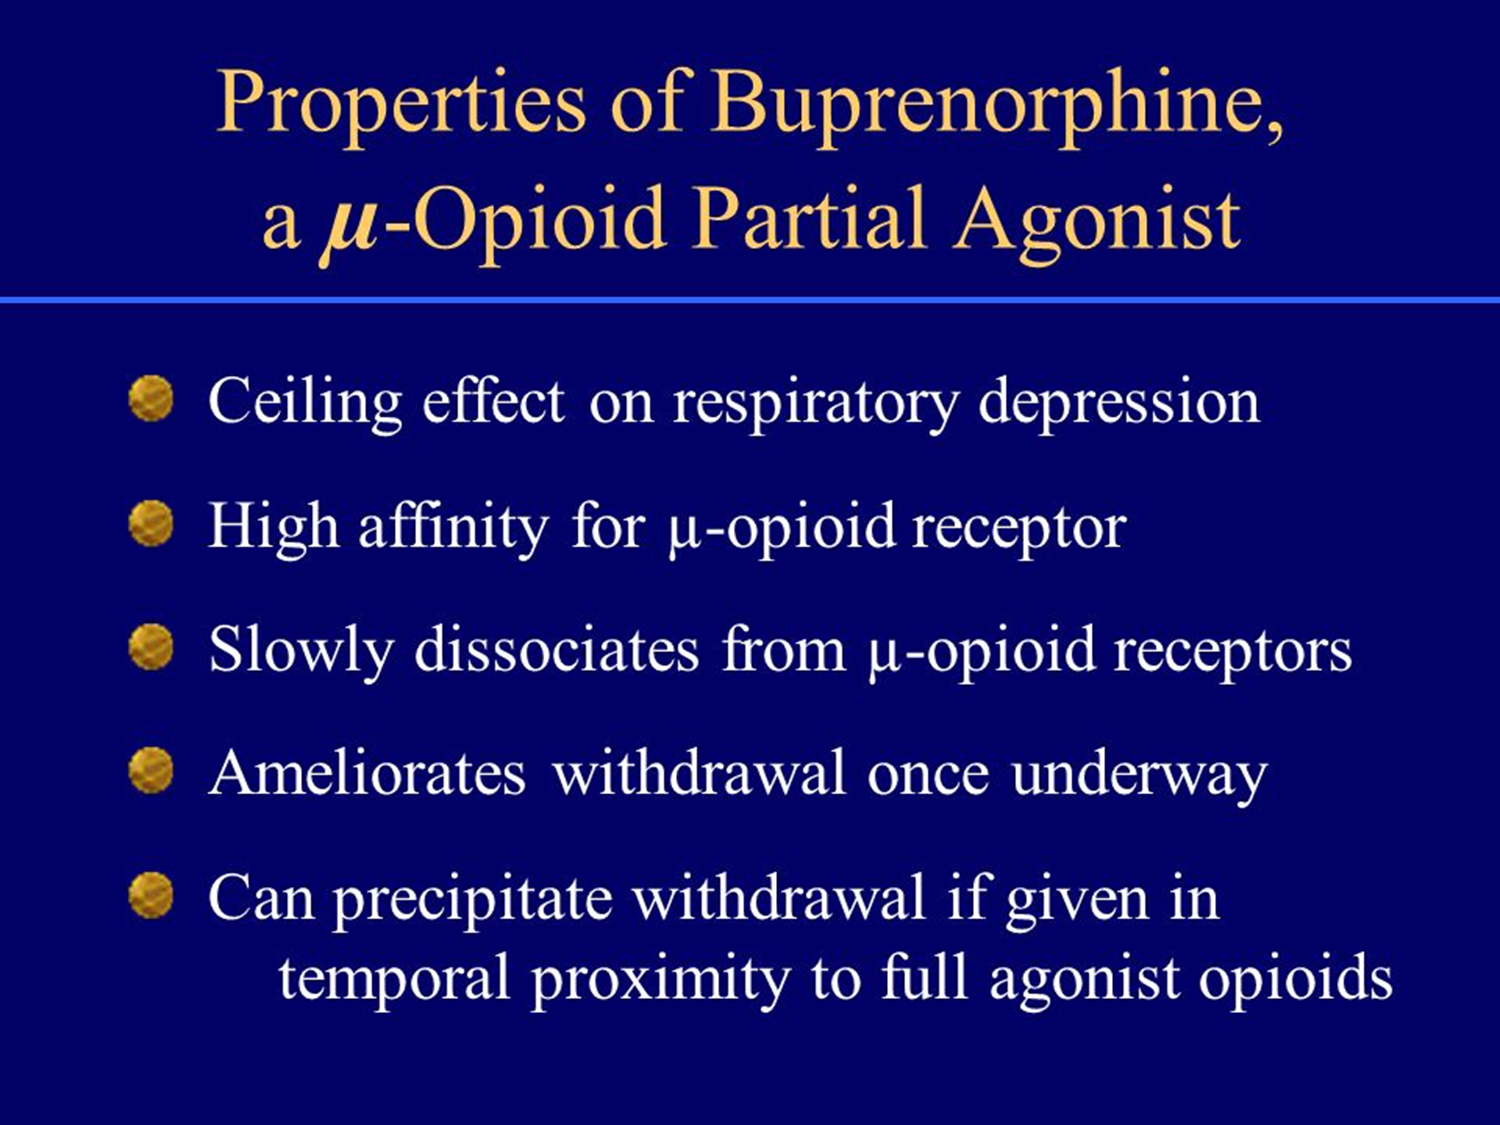 Properties of Buprenorphine,
a µ-Opioid Partial Agonist
Ceiling effect on respiratory depression
High affinity for µ-opioid receptor
Slowly dissociates from µ-opioid receptors
Ameliorates withdrawal once underway
Can precipitate withdrawal if given in
temporal proximity to full agonist opioids